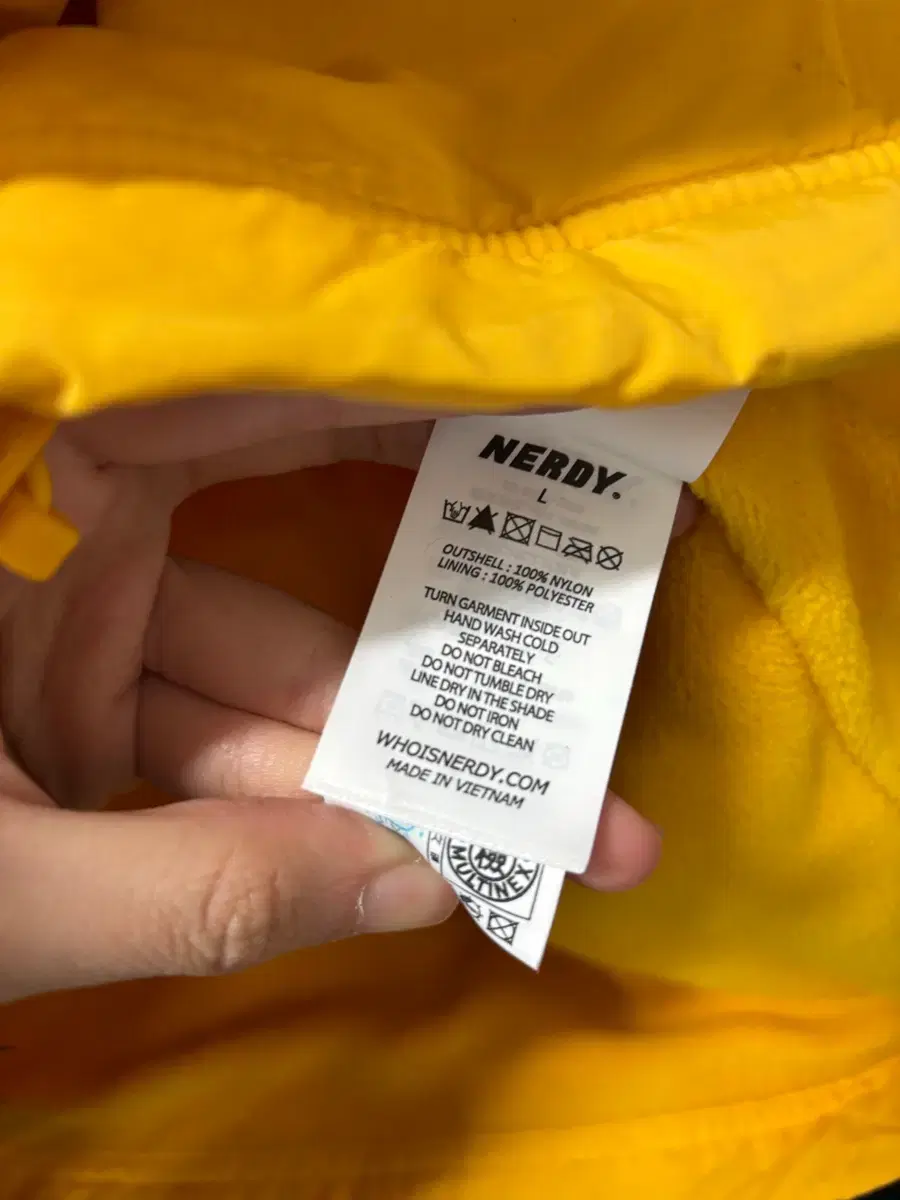 NERDY.
L
OUTSHELL : 100% NYLON
LINING : 100% POLYESTER
TURN GARMENT INSIDE OUT
HAND WASH COLD
SEPARATELY
DO NOT BLEACH
DO NOT TUMBLE DRY
LINE DRY IN THE SHADE
DO NOT IRON
DO NOT DRY CLEAN
WHOISNERDY.COM
MADE IN VIETNAM
MULTINEX